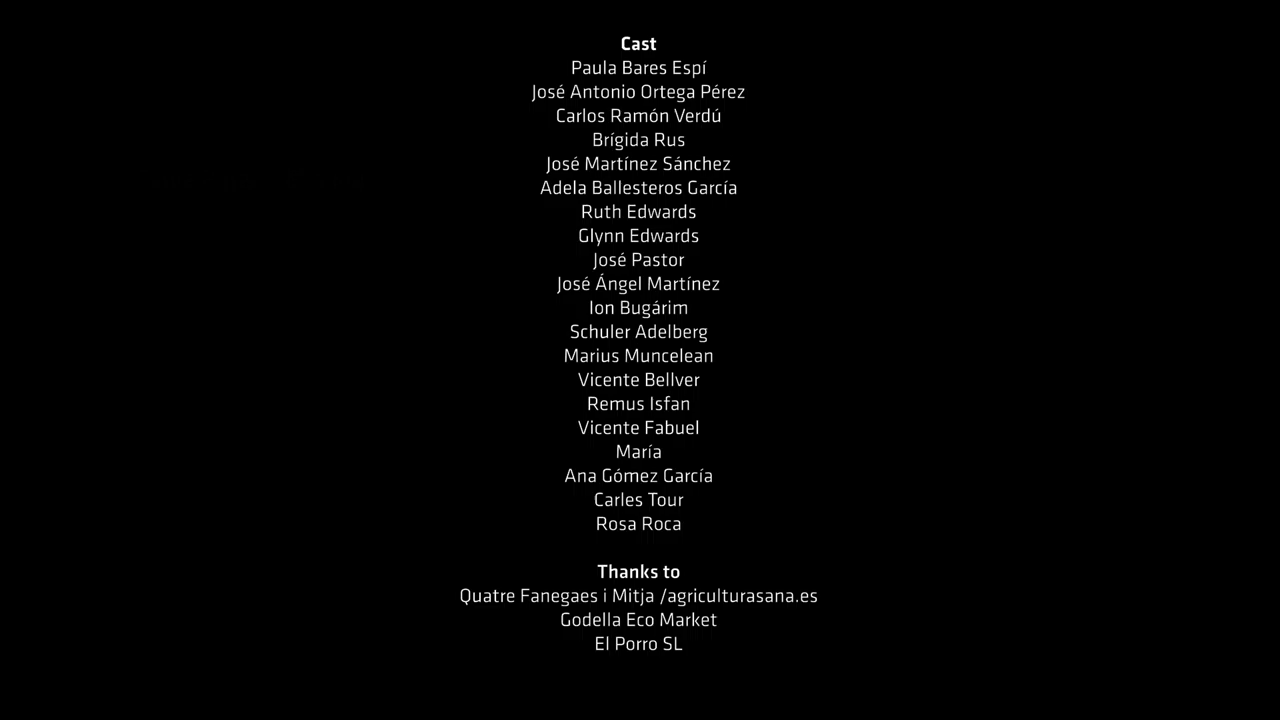 Cast
Paula Bares Espí
José Antonio Ortega Pérez
Carlos Ramón Verdú
Brígida Rus
José Martínez Sánchez
Adela Ballesteros García
Ruth Edwards
Glynn Edwards
José Pastor
José Ángel Martínez
Ion Bugárim
Schuler Adelberg
Marius Muncelean
Vicente Bellver
Remus Isfan
Vicente Fabuel
María
Ana Gómez García
Carles Tour
Rosa Roca
Thanks to
Quatre Fanegaes i Mitja /agriculturasana.es
Godella Eco Market
El Porro SL